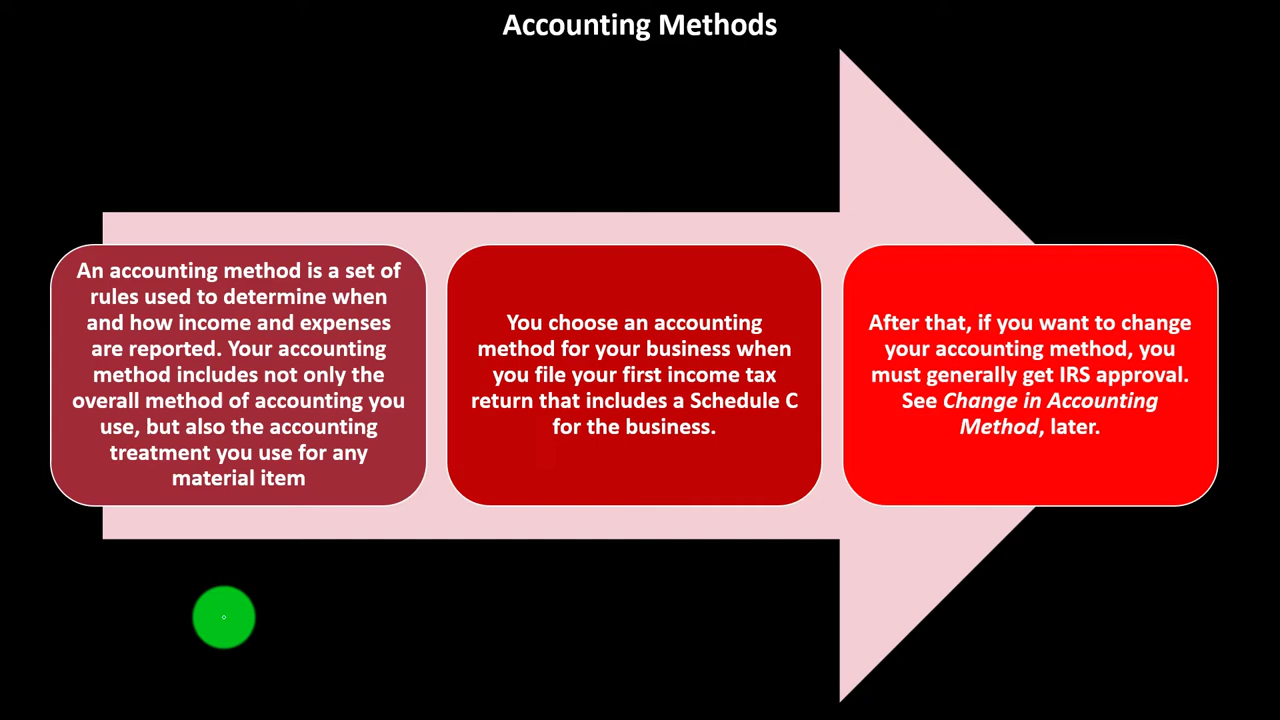 Accounting Methods
An accounting method is a set of
rules used to determine when
and how income and expenses
are reported. Your accounting
method includes not only the
overall method of accounting you
use, but also the accounting
treatment you use for any
material item
You choose an accounting
method for your business when
you file your first income tax
return that includes a Schedule C
for the business.
After that, if you want to change
your accounting method, you
must generally get IRS approval.
See Change in Accounting
Method, later.